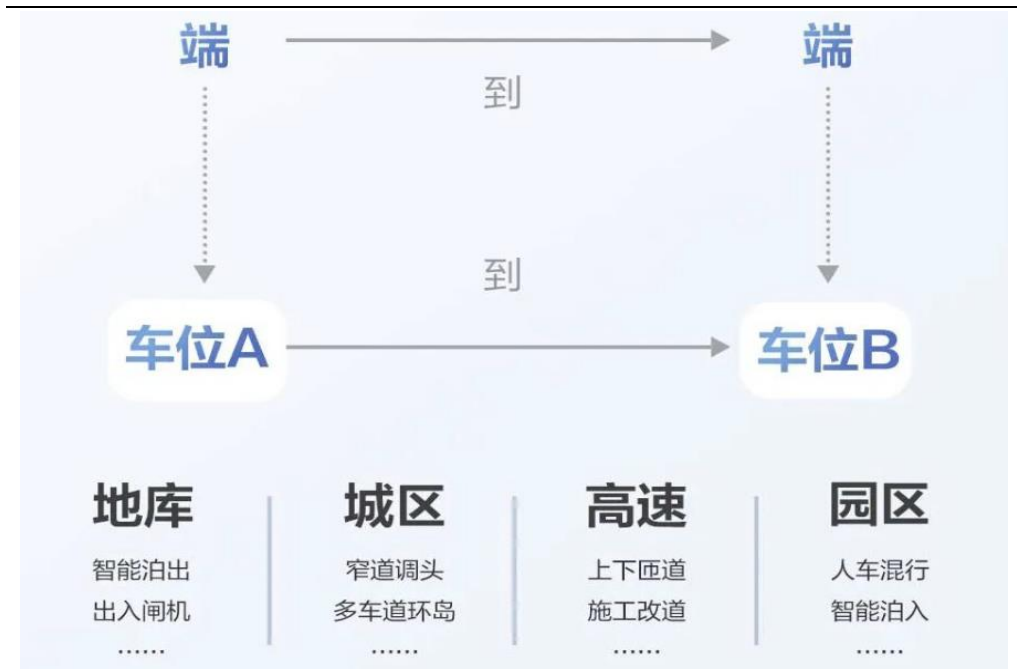 端 端
到
到
车位A 车位B
地库 城区 高速 园区
智能泊出 窄道调头 上下匝道 人车混行
出入闸机 多车道环岛 施工改道 智能泊入
...... ...... ...... ......